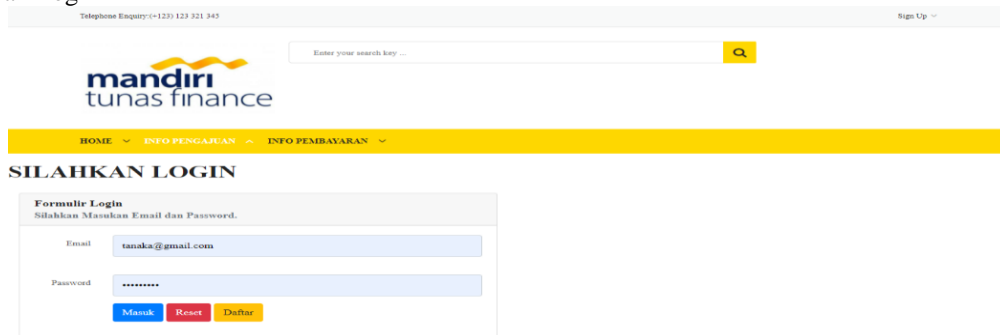 Telephone Enquiry:(+123) 123 321 345
Sign Up
Enter your search key ...
mandiri
tunas finance
HOME INFO PENGAJUAN INFO PEMBAYARAN
SILAHKAN LOGIN
Formulir Login
Silahkan Masukan Email dan Password.
Email tanaka@gmail.com
Password •••••••••
Masuk Reset Daftar